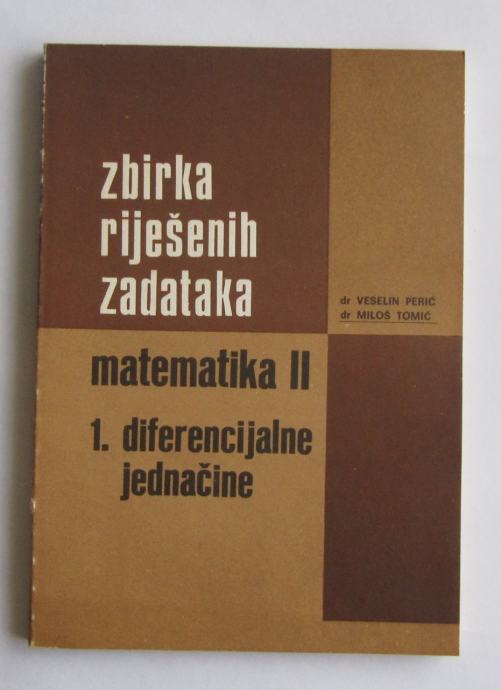 zbirka
riješenih
zadataka
dr VESELIN PERIĆ
dr MILOŠ TOMIĆ
matematika II
1. diferencijalne
jednačine